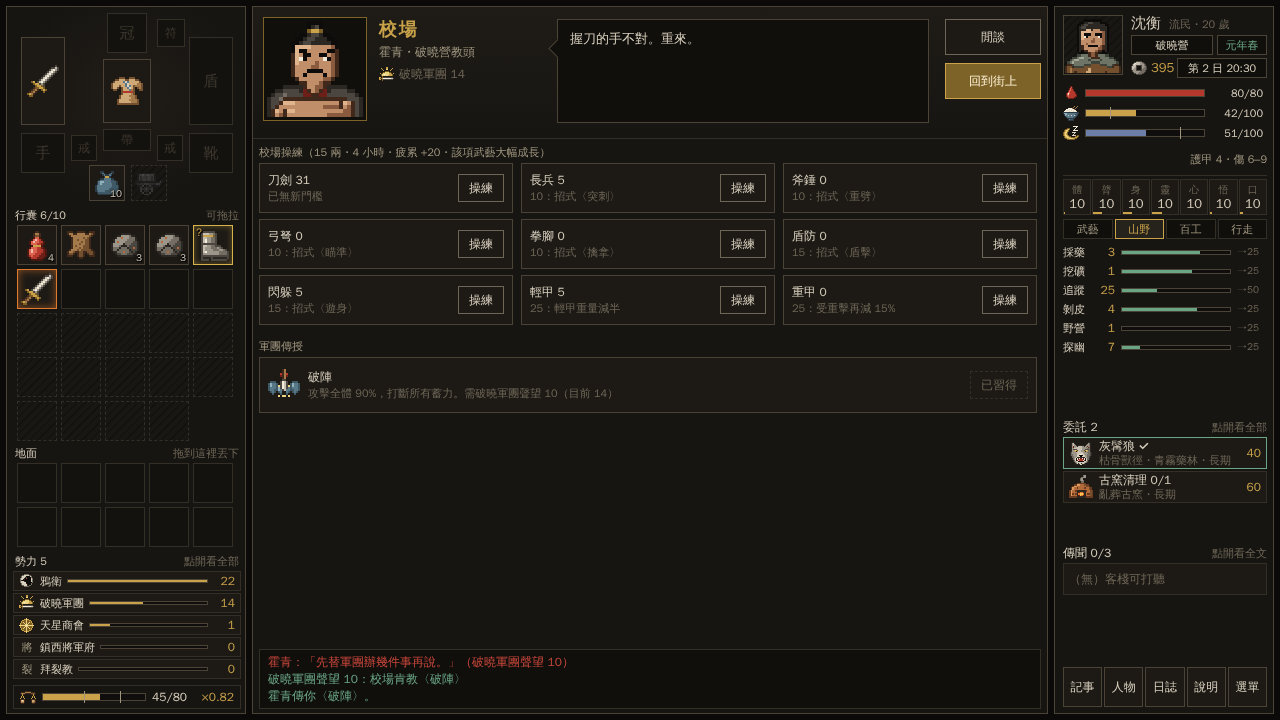 冠
符
盾
手
戒
帶
戒
靴
10
行囊 6/10
可拖拉
4
3
3
?
地面
拖到這裡丟下
勢力 5
點開看全部
鴉衛
22
破曉軍團
14
天星商會
1
將
鎮西將軍府
0
裂
拜裂教
0
45/80
×0.82
校場
霍青・破曉營教頭
破曉軍團 14
握刀的手不對。重來。
閒談
回到街上
校場操練（15 兩・4 小時・疲累 +20・該項武藝大幅成長）
刀劍 31
已無新門檻
操練
長兵 5
10：招式〈突刺〉
操練
斧錘 0
10：招式〈重劈〉
操練
弓弩 0
10：招式〈瞄準〉
操練
拳腳 0
10：招式〈擒拿〉
操練
盾防 0
15：招式〈盾擊〉
操練
閃躲 5
15：招式〈遊身〉
操練
輕甲 5
25：輕甲重量減半
操練
重甲 0
25：受重擊再減 15%
操練
軍團傳授
破陣
攻擊全體 90%，打斷所有蓄力。需破曉軍團聲望 10（目前 14）
已習得
霍青：「先替軍團辦幾件事再說。」（破曉軍團聲望 10）
破曉軍團聲望 10：校場肯教〈破陣〉
霍青傳你〈破陣〉。
沈衡
流民・20 歲
破曉營
元年春
395
第 2 日 20:30
80/80
42/100
51/100
護甲 4・傷 6–9
體
臂
身
靈
心
悟
口
10
10
10
10
10
10
10
武藝
山野
百工
行走
採藥
3
→25
挖礦
1
→25
追蹤
25
→50
剝皮
4
→25
野營
1
→25
探幽
7
→25
委託 2
點開看全部
灰髯狼 ✓
枯骨獸徑・青霧藥林・長期
40
古窯清理 0/1
亂葬古窯・長期
60
傳聞 0/3
點開看全文
（無）客棧可打聽
記事
人物
日誌
說明
選單